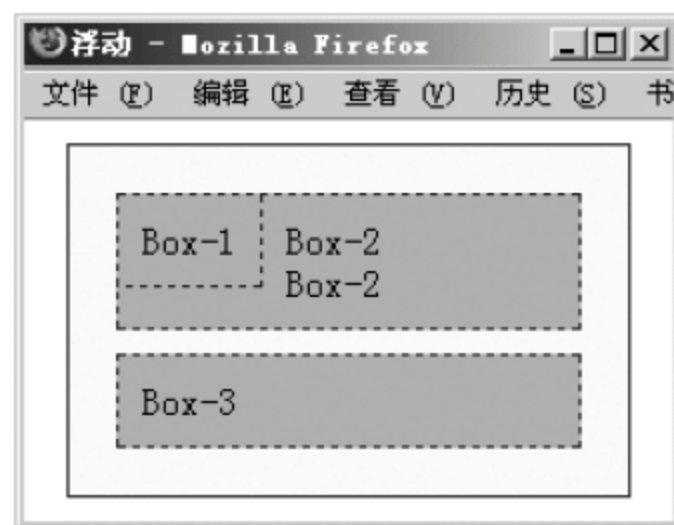 浮动 - Mozilla Firefox
文件 (F) 编辑 (E) 查看 (V) 历史 (S) 书
Box-1 Box-2
Box-2
Box-3